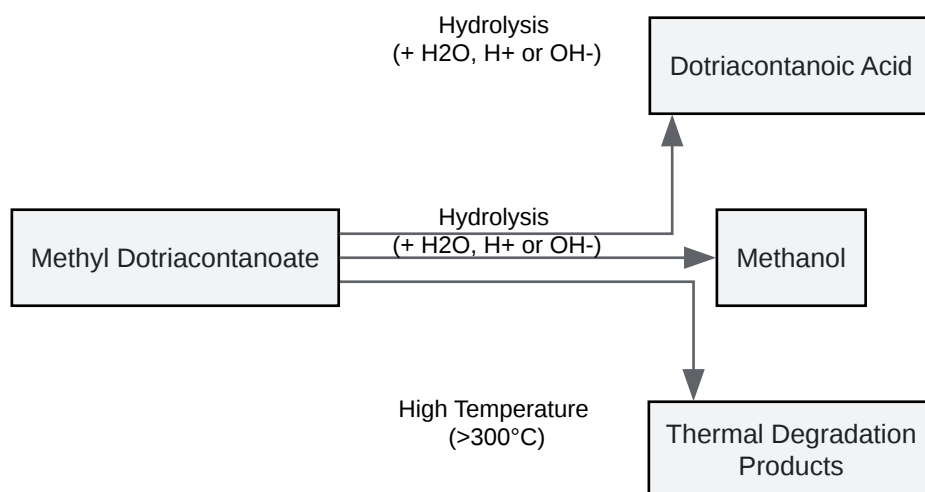 Hydrolysis
(+ H2O, H+ or OH-)
Dotriacontanoic Acid
Hydrolysis
(+ H2O, H+ or OH-)
Methyl Dotriacontanoate
Methanol
High Temperature
(>300°C)
Thermal Degradation
Products